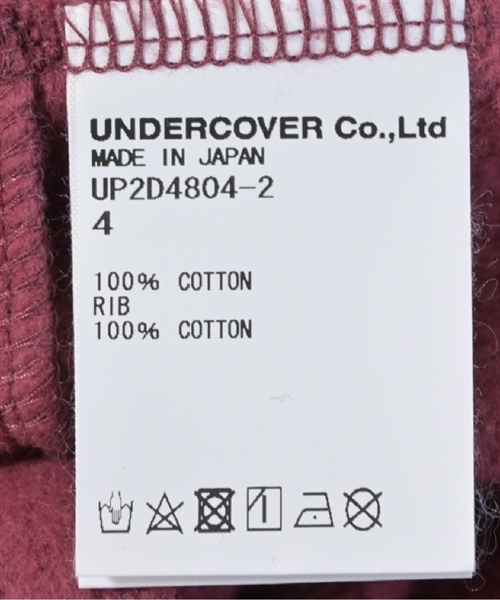 UNDERCOVER Co.,Ltd
MADE IN JAPAN
UP2D4804-2
4
100% COTTON
RIB
100% COTTON